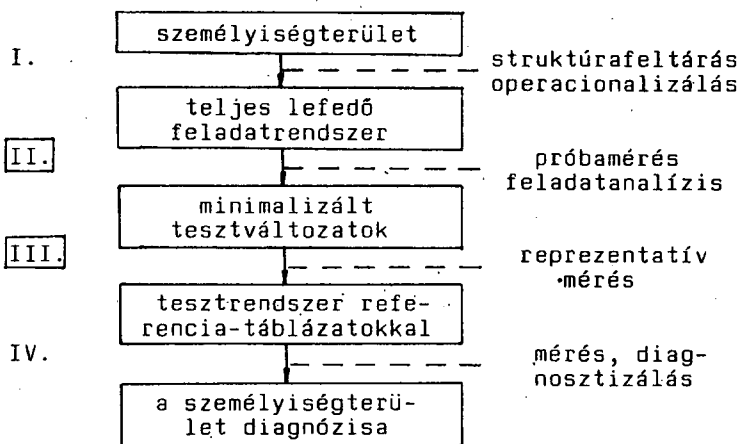 személyiségterület
I.
struktúrafeltárás
operacionalizálás
teljes lefedő
feladatrendszer
II.
próbamérés
feladatanalízis
minimalizált
tesztváltozatok
III.
reprezentatív
mérés
tesztrendszer refe-
rencia-táblázatokkal
IV.
mérés, diag-
nosztizálás
a személyiségterü-
let diagnózisa